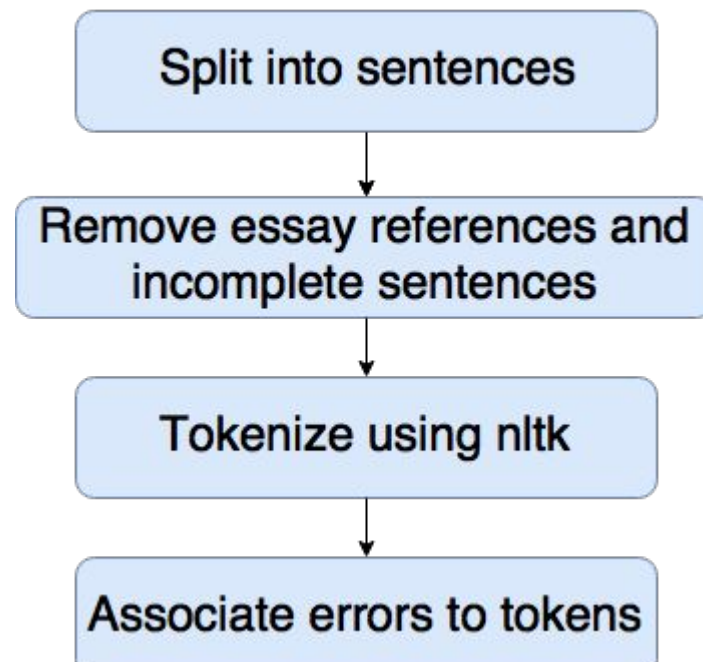 Split into sentences
Remove essay references and
incomplete sentences
Tokenize using nltk
Associate errors to tokens